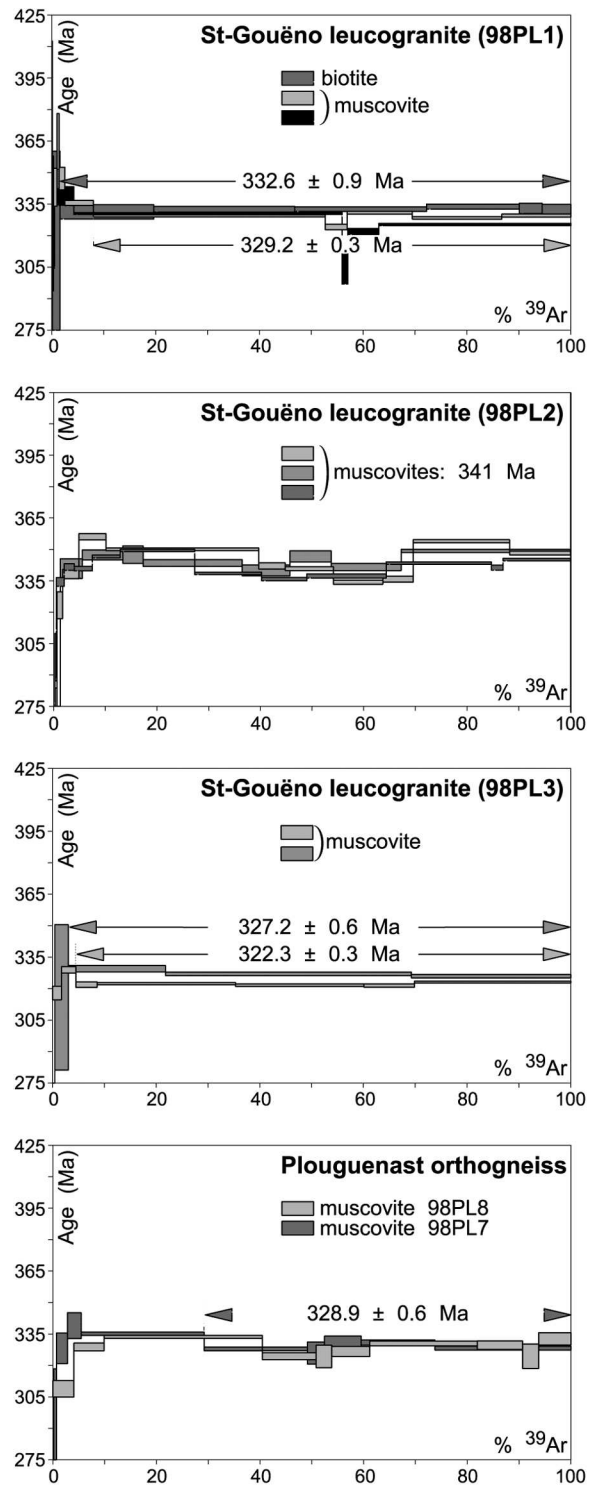 St-Gouëno leucogranite (98PL1)
Age (Ma)
425
395
365
335
305
275
biotite
muscovite
332.6 ± 0.9 Ma
329.2 ± 0.3 Ma
% ³⁹Ar
0 20 40 60 80 100
St-Gouëno leucogranite (98PL2)
Age (Ma)
425
395
365
335
305
275
muscovites: 341 Ma
% ³⁹Ar
0 20 40 60 80 100
St-Gouëno leucogranite (98PL3)
Age (Ma)
425
395
365
335
305
275
muscovite
327.2 ± 0.6 Ma
322.3 ± 0.3 Ma
% ³⁹Ar
0 20 40 60 80 100
Plouguenast orthogneiss
Age (Ma)
425
395
365
335
305
275
muscovite 98PL8
muscovite 98PL7
328.9 ± 0.6 Ma
% ³⁹Ar
0 20 40 60 80 100